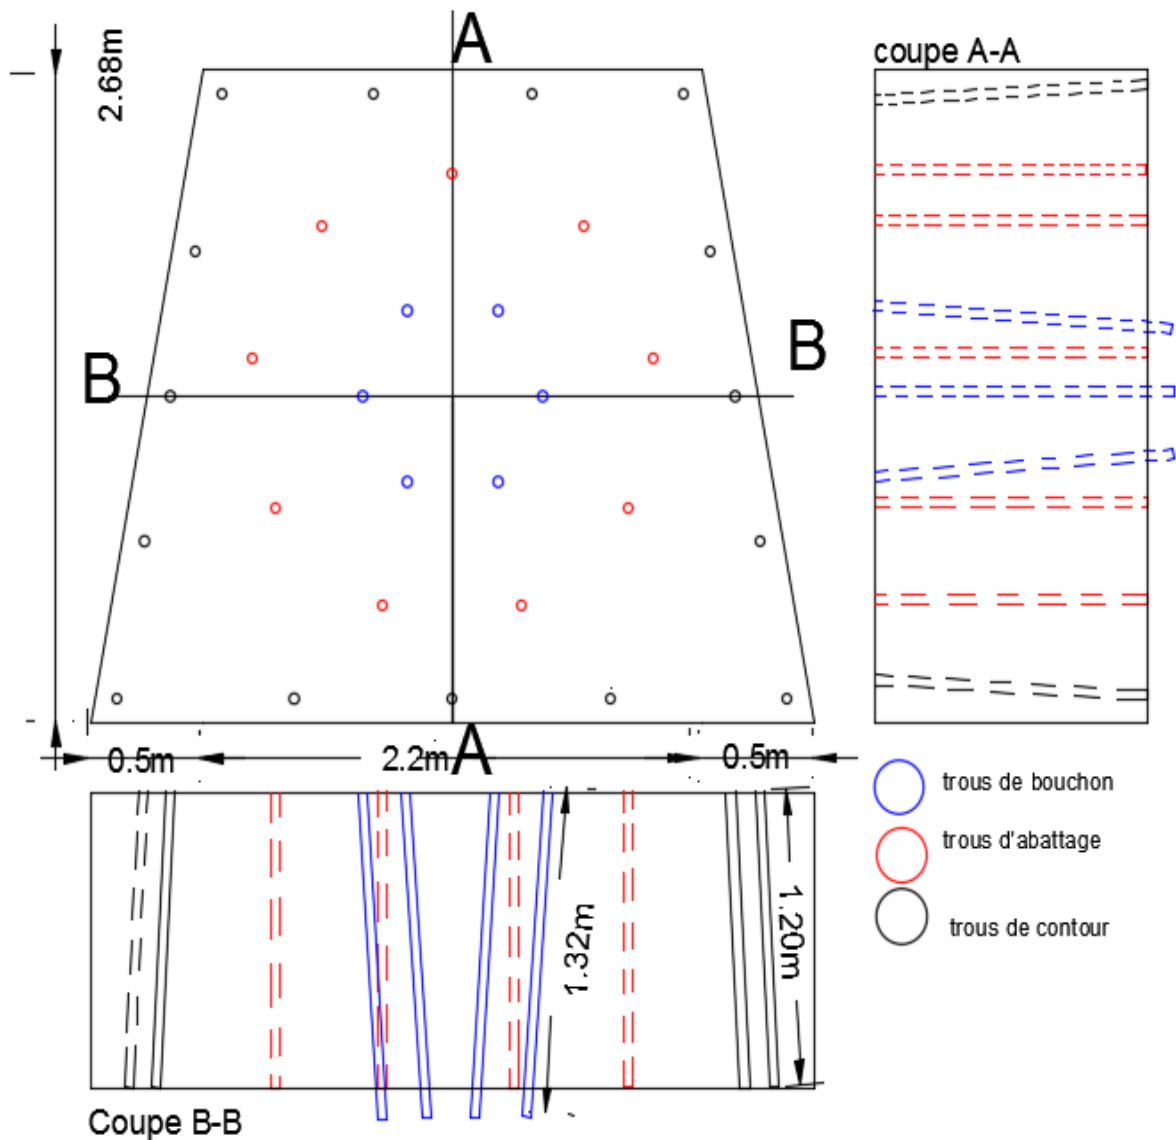 A
coupe A-A
2.68m
B
B
A
0.5m
2.2m
0.5m
trous de bouchon
trous d'abattage
trous de contour
1.32m
1.20m
Coupe B-B